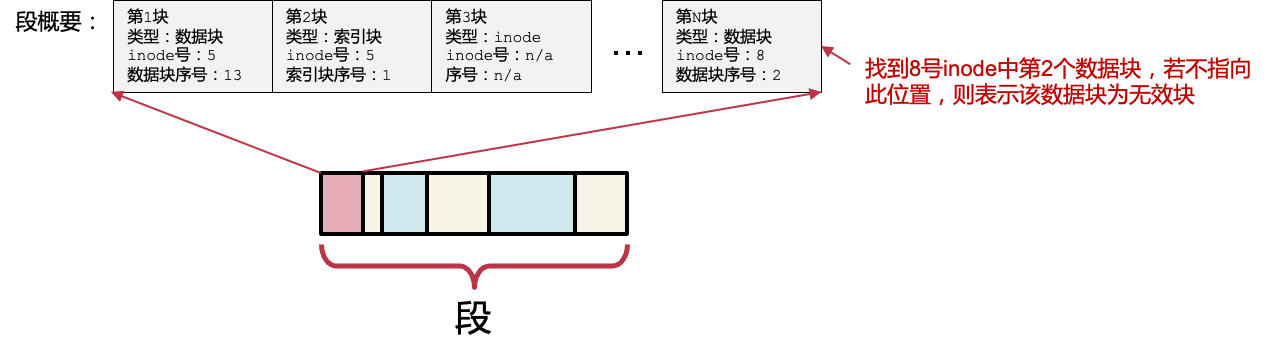 段概要：
第1块
类型：数据块
inode号：5
数据块序号：13
第2块
类型：索引块
inode号：5
索引块序号：1
第3块
类型：inode
inode号：n/a
序号：n/a
...
第N块
类型：数据块
inode号：8
数据块序号：2
找到8号inode中第2个数据块，若不指向
此位置，则表示该数据块为无效块
段